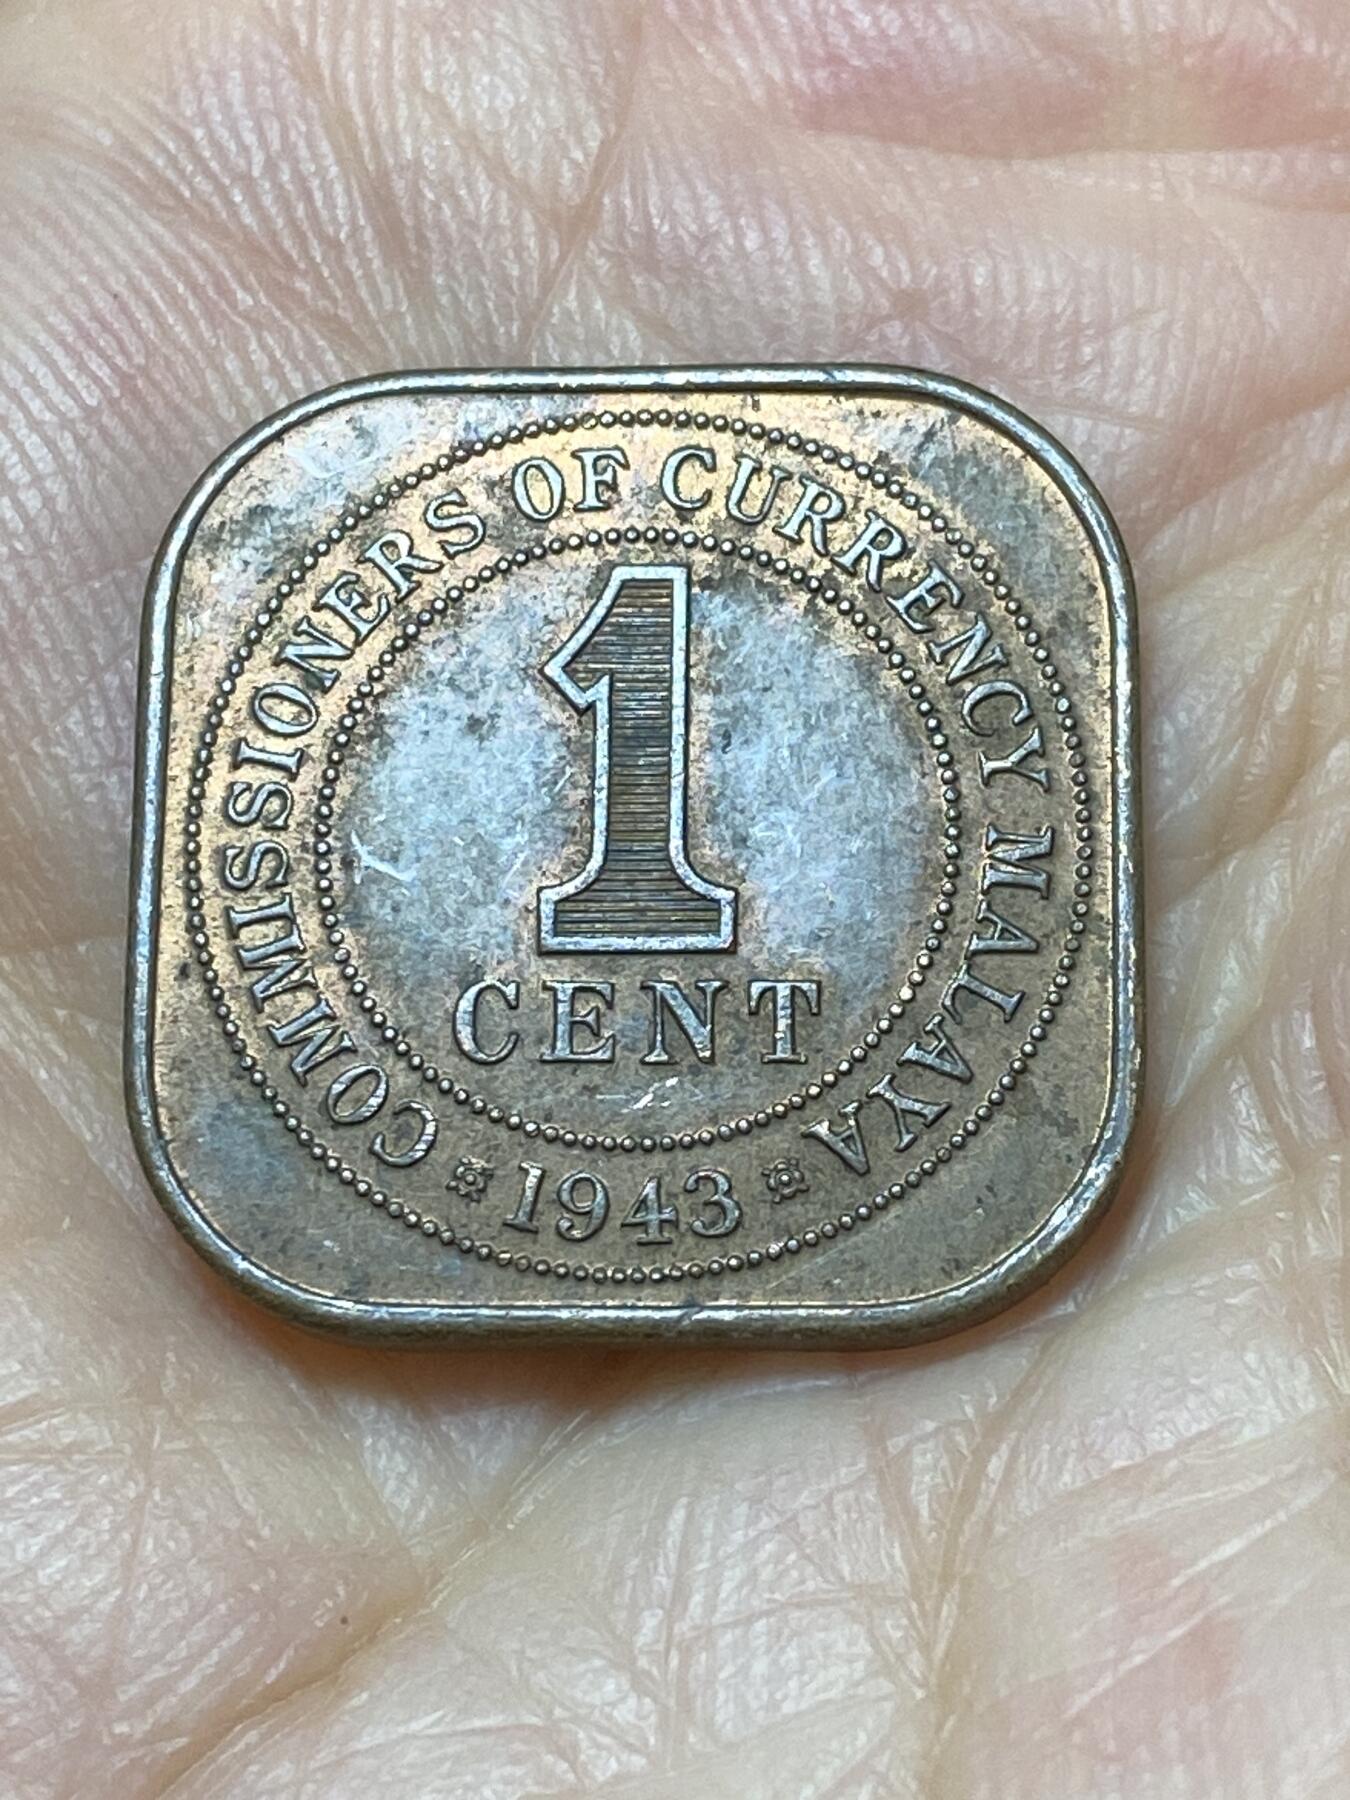 COMMISSIONERS OF CURRENCY MALAYA
1
CENT
1943